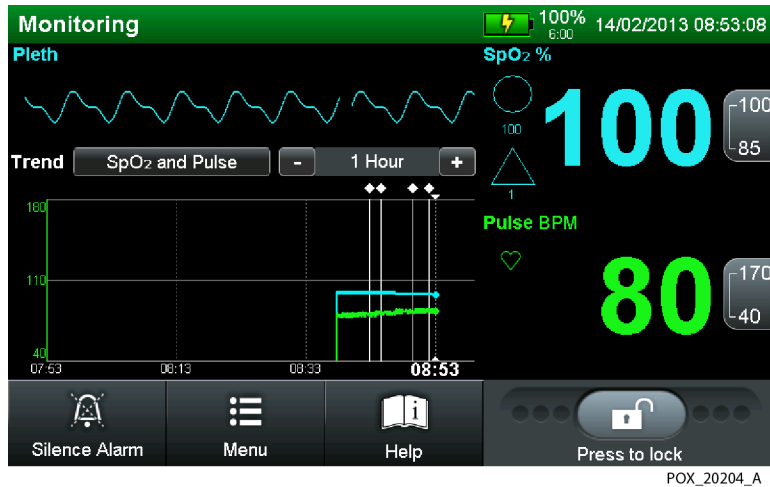 Monitoring
100%
6:00
14/02/2013 08:53:08
Pleth
SpO2 %
100
1
100
100
85
Trend
SpO2 and Pulse
-
1 Hour
+
180
110
40
07:53
08:13
08:33
08:53
Pulse BPM
80
170
40
Silence Alarm
Menu
i
Help
Press to lock
POX_20204_A